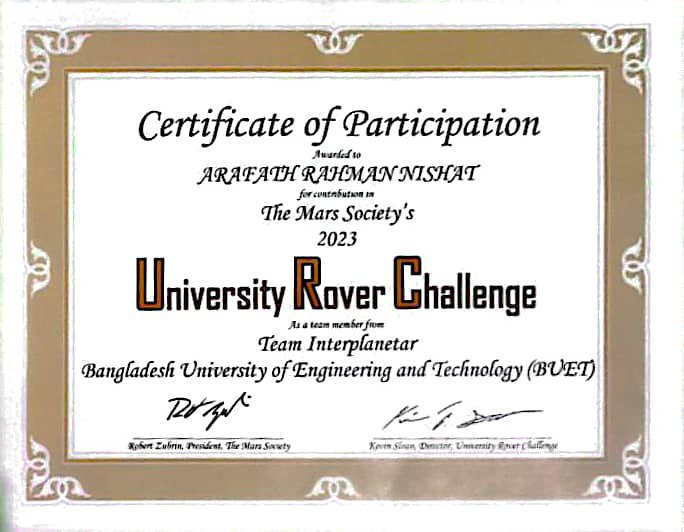 Certificate of Participation
Awarded to
ARAFATH RAHMAN NISHAT
for contribution in
The Mars Society's
2023
University Rover Challenge
As a team member from
Team Interplanetar
Bangladesh University of Engineering and Technology (BUET)
Robert Zubrin, President, The Mars Society
Kevin Sloan, Director, University Rover Challenge